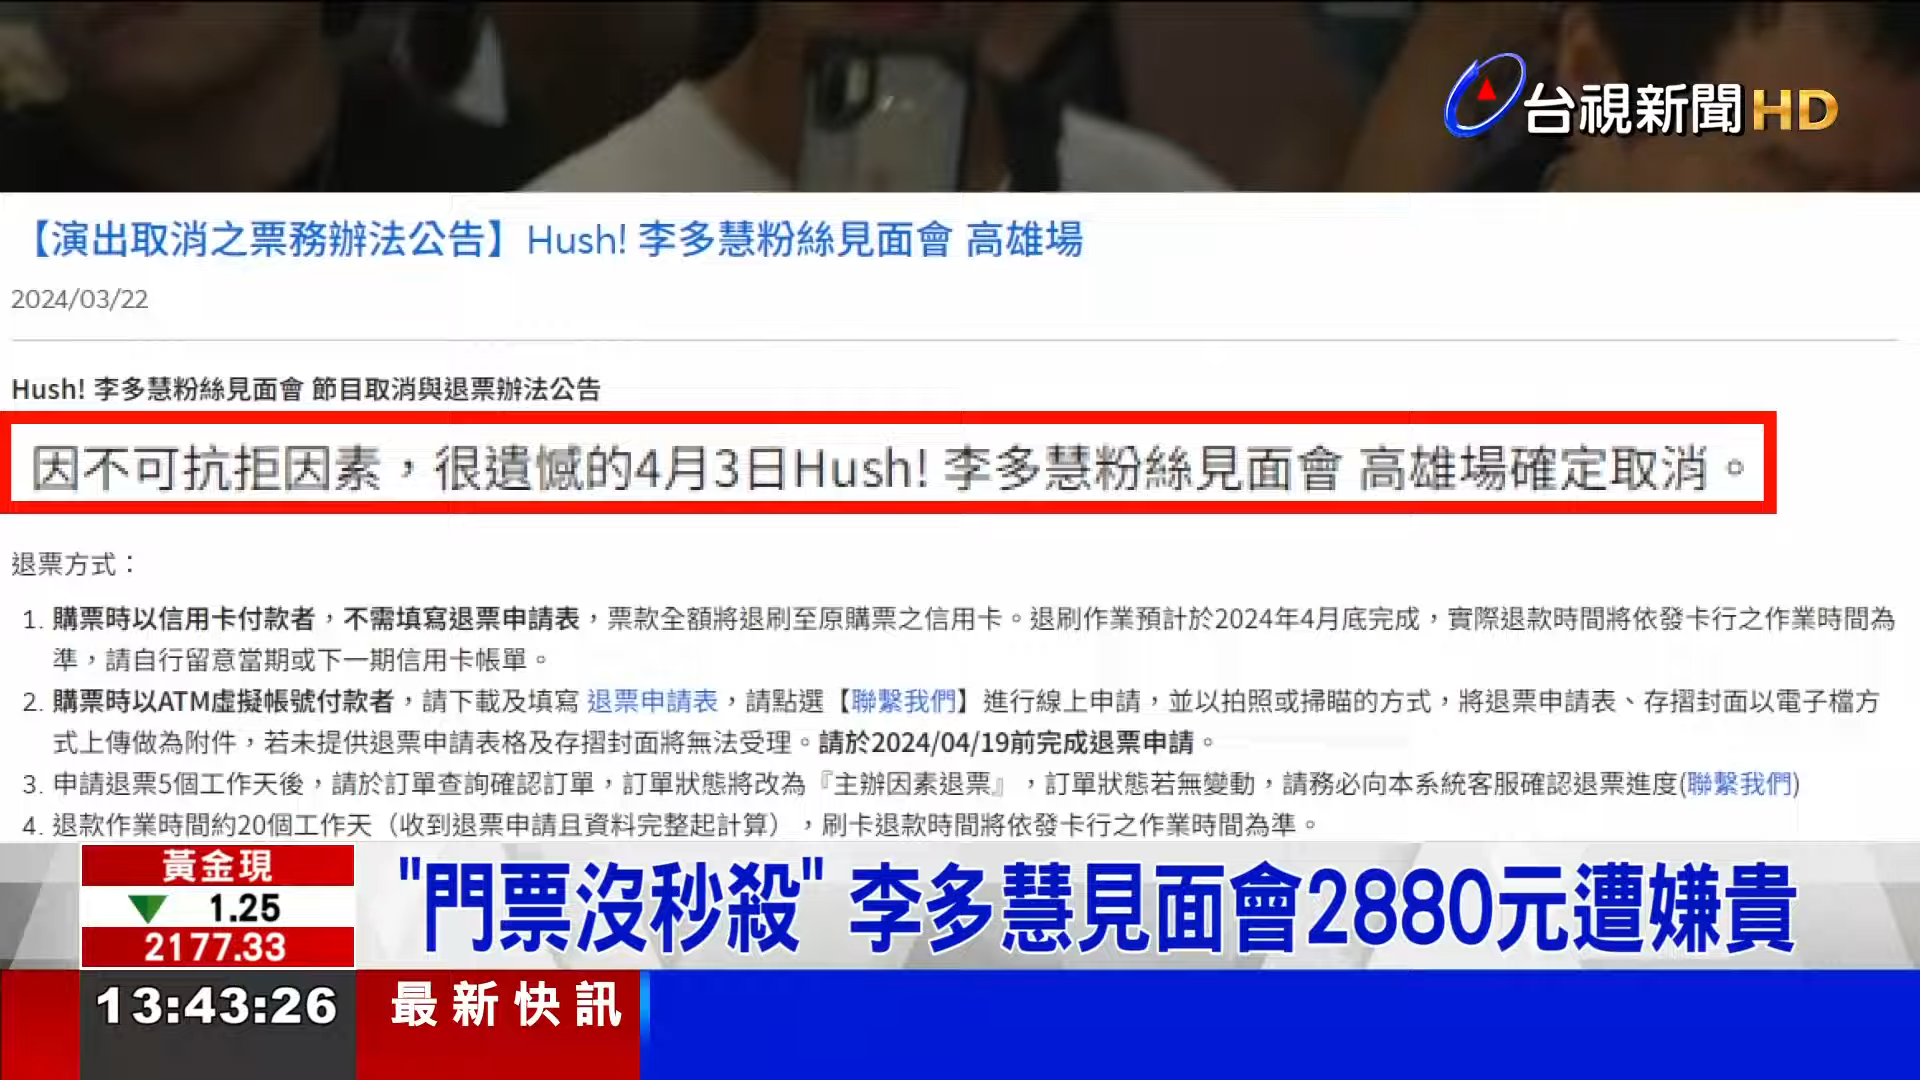 台視新聞HD
【演出取消之票務辦法公告】Hush! 李多慧粉絲見面會 高雄場
2024/03/22
Hush! 李多慧粉絲見面會 節目取消與退票辦法公告
因不可抗拒因素，很遺憾的4月3日Hush! 李多慧粉絲見面會 高雄場確定取消。
退票方式：
1. 購票時以信用卡付款者，不需填寫退票申請表，票款全額將退刷至原購票之信用卡。退刷作業預計於2024年4月底完成，實際退款時間將依發卡行之作業時間為
準，請自行留意當期或下一期信用卡帳單。
2. 購票時以ATM虛擬帳號付款者，請下載及填寫 退票申請表，請點選【聯繫我們】進行線上申請，並以拍照或掃瞄的方式，將退票申請表、存摺封面以電子檔方
式上傳做為附件，若未提供退票申請表格及存摺封面將無法受理。請於2024/04/19前完成退票申請。
3. 申請退票5個工作天後，請於訂單查詢確認訂單，訂單狀態將改為『主辦因素退票』，訂單狀態若無變動，請務必向本系統客服確認退票進度(聯繫我們)
4. 退款作業時間約20個工作天（收到退票申請且資料完整起計算），刷卡退款時間將依發卡行之作業時間為準。
黃金現
▼ 1.25
2177.33
"門票沒秒殺" 李多慧見面會2880元遭嫌貴
13:43:26
最新快訊